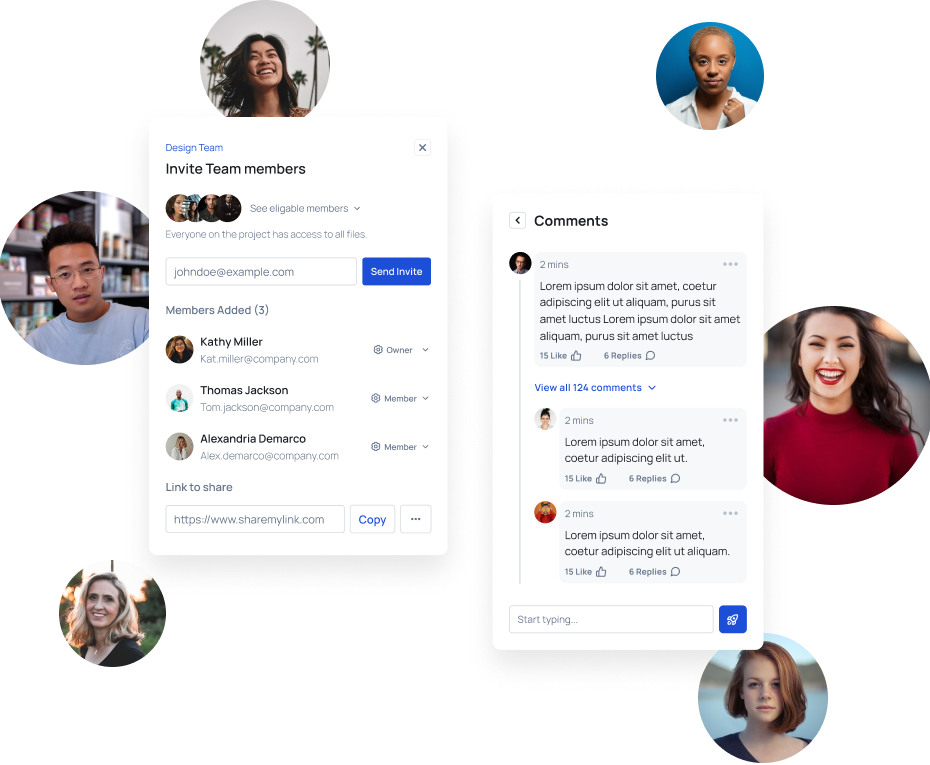 Design Team
Invite Team members
See eligable members
Everyone on the project has access to all files.
johndoe@example.com
Send Invite
Members Added (3)
Kathy Miller
Kat.miller@company.com
Owner
Thomas Jackson
Tom.jackson@company.com
Member
Alexandria Demarco
Alex.demarco@company.com
Member
Link to share
https://www.sharemylink.com
Copy
Comments
2 mins
Lorem ipsum dolor sit amet, coetur
adipiscing elit ut aliquam, purus sit
amet luctus Lorem ipsum dolor sit amet
aliquam, purus sit amet luctus
15 Like
6 Replies
View all 124 comments
2 mins
Lorem ipsum dolor sit amet,
coetur adipiscing elit ut.
15 Like
6 Replies
2 mins
Lorem ipsum dolor sit amet,
coetur adipiscing elit ut aliquam.
15 Like
6 Replies
Start typing...